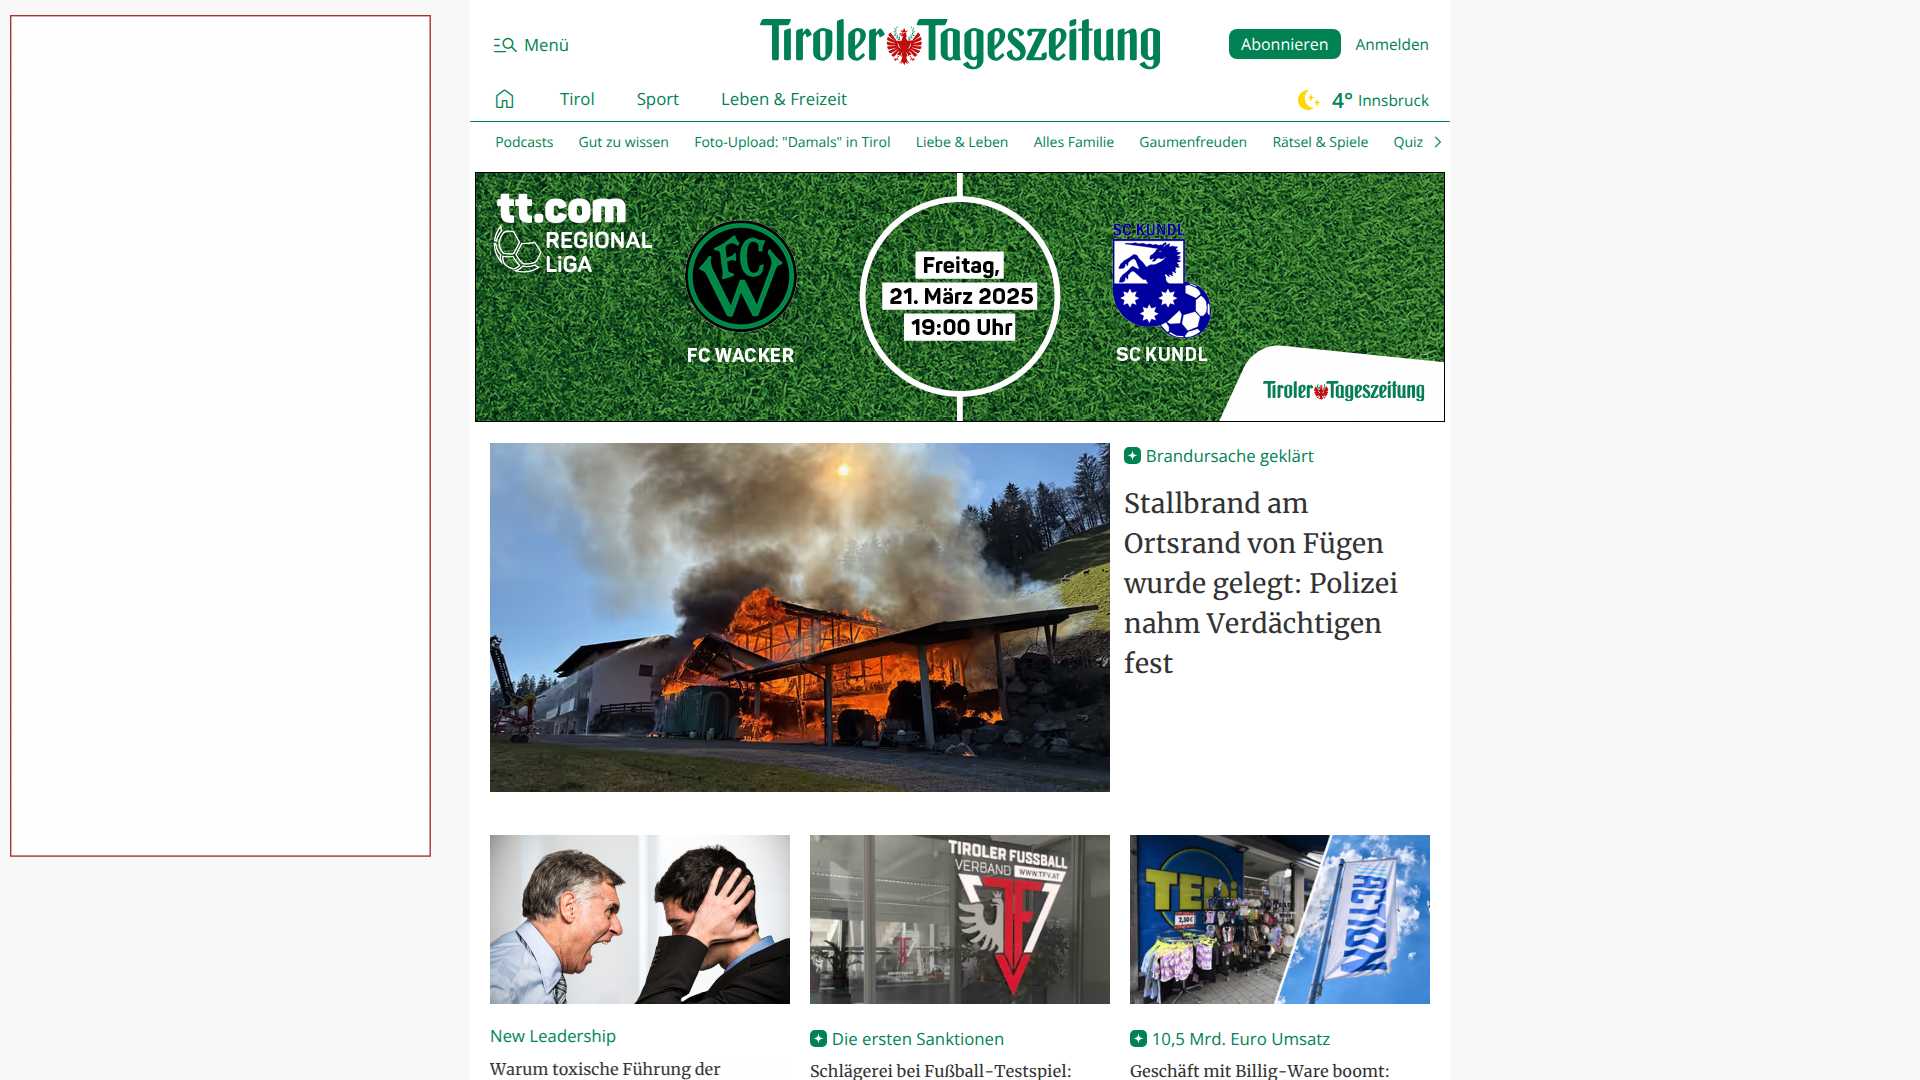 Menü
Tiroler Tageszeitung
Abonnieren
Anmelden
Tirol
Sport
Leben & Freizeit
4° Innsbruck
Podcasts
Gut zu wissen
Foto-Upload: "Damals" in Tirol
Liebe & Leben
Alles Familie
Gaumenfreuden
Rätsel & Spiele
Quiz
tt.com
REGIONAL
LiGA
FCW
FC WACKER
Freitag,
21. März 2025
19:00 Uhr
SC KUNDL
SC KUNDL
Tiroler Tageszeitung
Brandursache geklärt
Stallbrand am
Ortsrand von Fügen
wurde gelegt: Polizei
nahm Verdächtigen
fest
TIROLER FUSSBALL
VERBAND WWW.TFV.AT
TEDi
ACTION
New Leadership
Warum toxische Führung der
Die ersten Sanktionen
Schlägerei bei Fußball-Testspiel:
10,5 Mrd. Euro Umsatz
Geschäft mit Billig-Ware boomt: